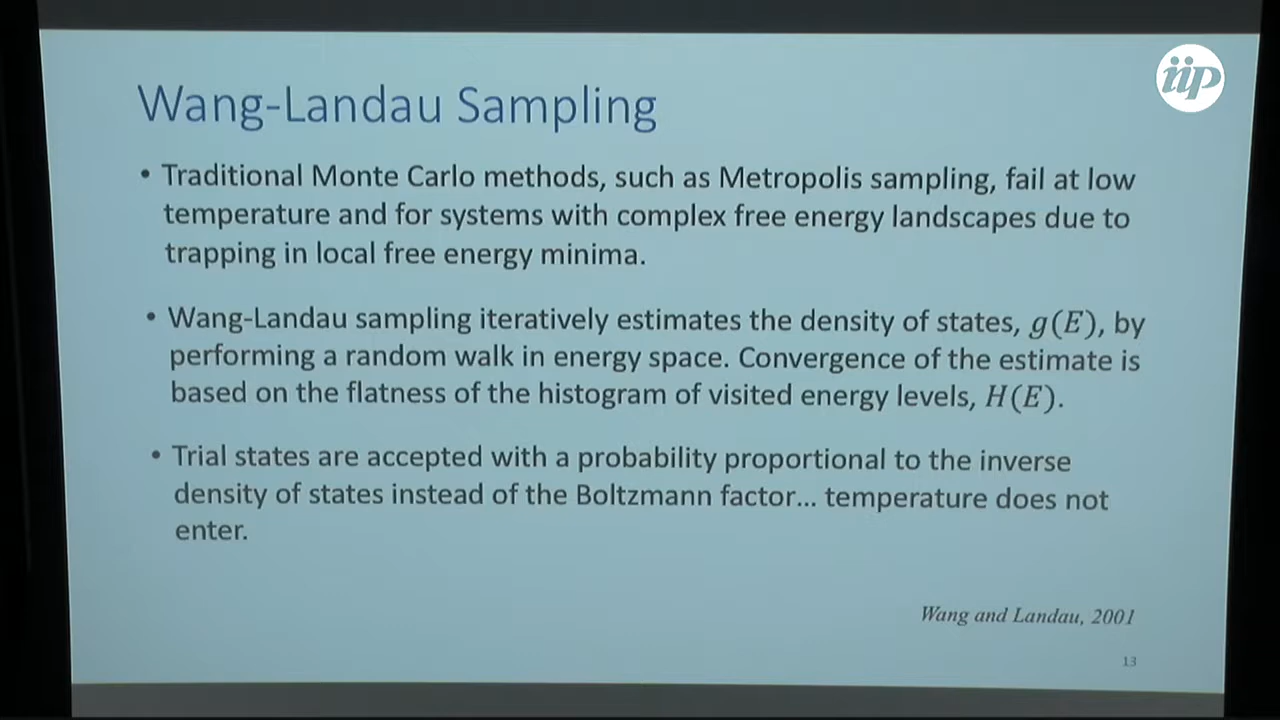 iip
Wang-Landau Sampling
• Traditional Monte Carlo methods, such as Metropolis sampling, fail at low
temperature and for systems with complex free energy landscapes due to
trapping in local free energy minima.
• Wang-Landau sampling iteratively estimates the density of states, g(E), by
performing a random walk in energy space. Convergence of the estimate is
based on the flatness of the histogram of visited energy levels, H(E).
• Trial states are accepted with a probability proportional to the inverse
density of states instead of the Boltzmann factor... temperature does not
enter.
Wang and Landau, 2001
13